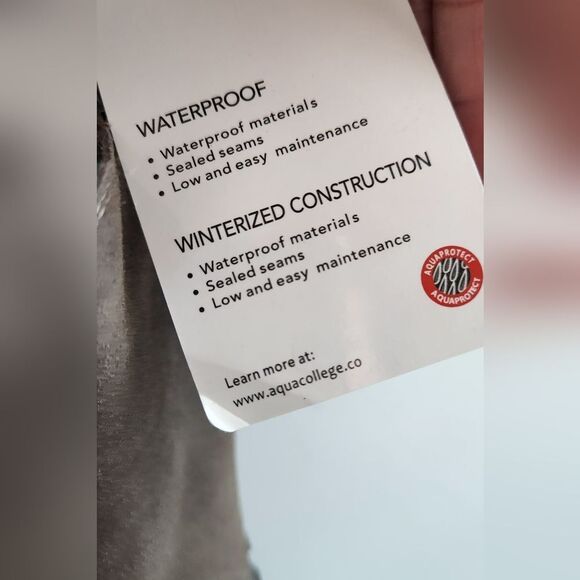 WATERPROOF
• Waterproof materials
• Sealed seams
• Low and easy maintenance
WINTERIZED CONSTRUCTION
• Waterproof materials
• Sealed seams
• Low and easy maintenance
AQUAPROTECT
AQUAPROTECT
Learn more at:
www.aquacollege.co